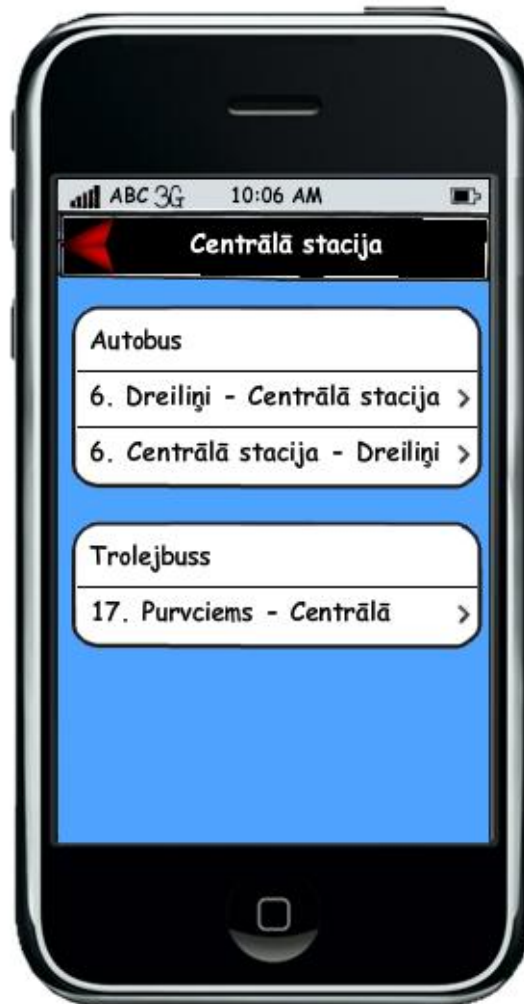 ABC 3G 10:06 AM
Centrālā stacija
Autobus
6. Dreiliņi - Centrālā stacija
6. Centrālā stacija - Dreiliņi
Trolejbuss
17. Purvciems - Centrālā